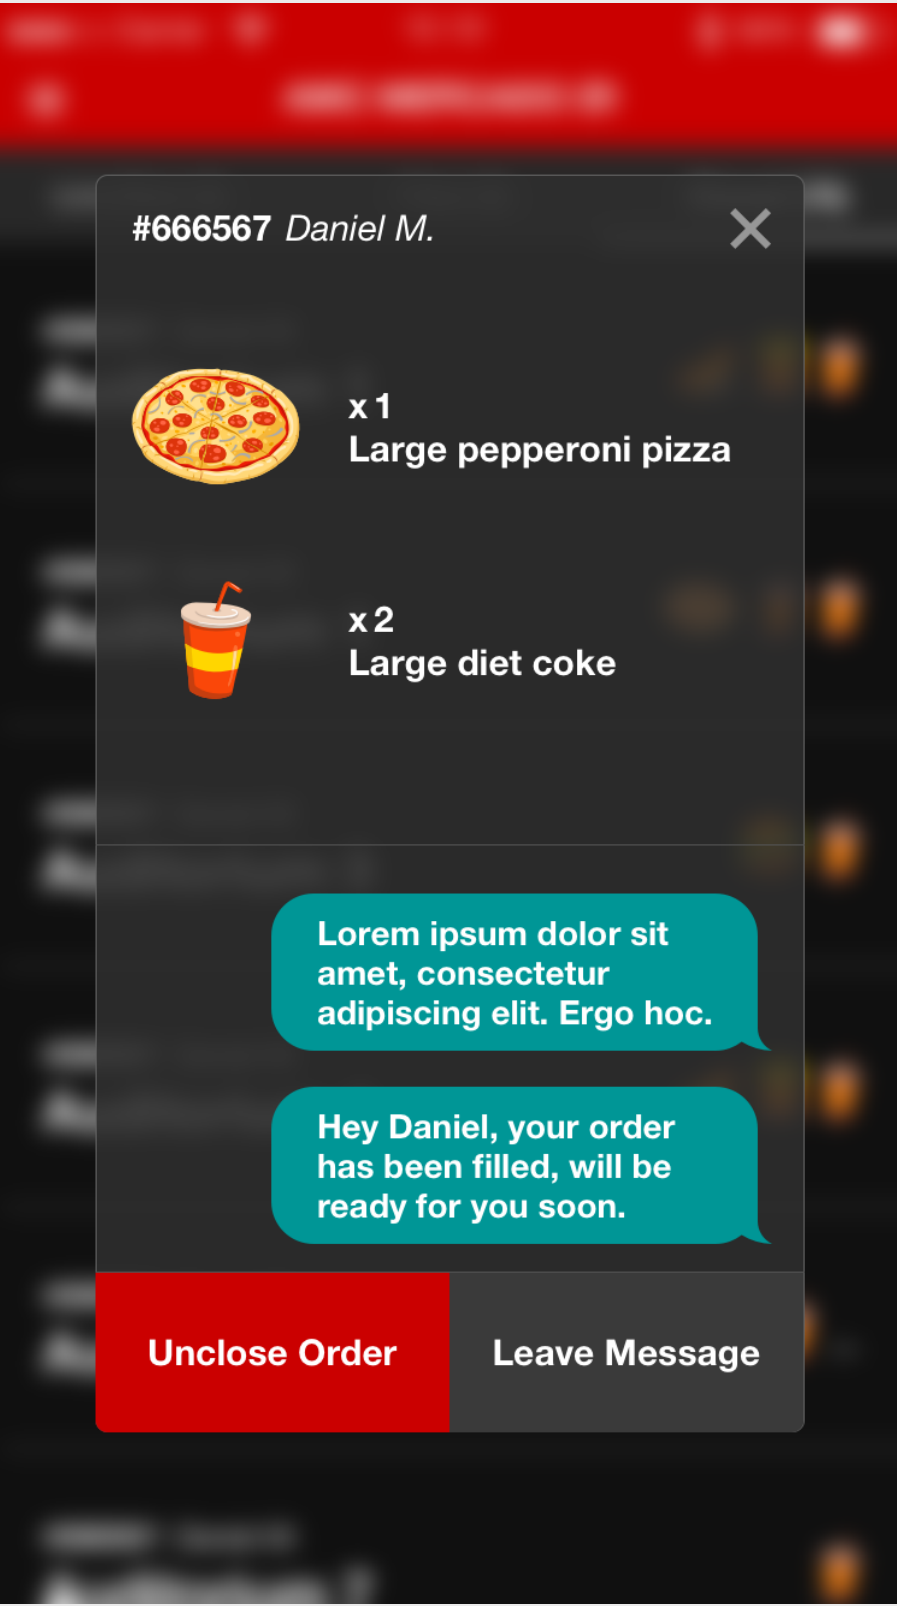 #666567 Daniel M.
x 1
Large pepperoni pizza
x 2
Large diet coke
Lorem ipsum dolor sit
amet, consectetur
adipiscing elit. Ergo hoc.
Hey Daniel, your order
has been filled, will be
ready for you soon.
Unclose Order
Leave Message